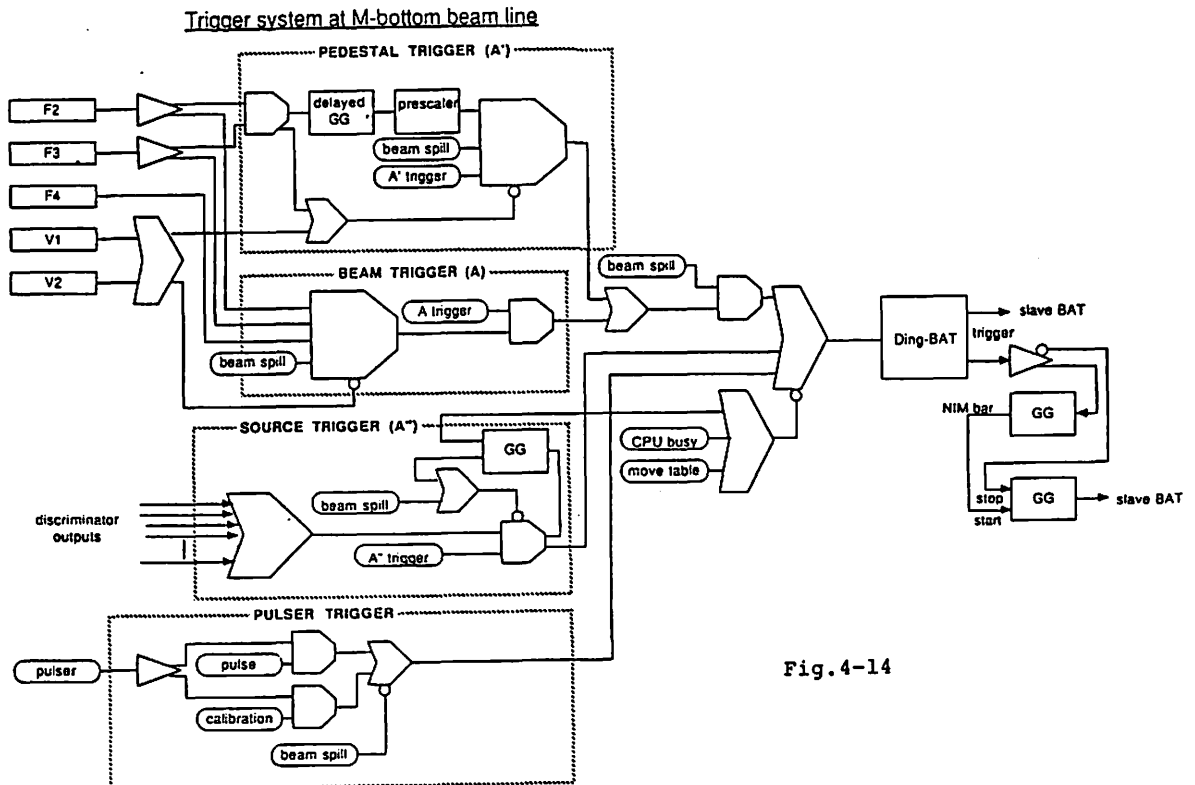 Trigger system at M-bottom beam line
PEDESTAL TRIGGER (A')
F2
F3
F4
V1
V2
delayed GG
prescaler
beam spill
A' trigger
BEAM TRIGGER (A)
A trigger
beam spill
beam spill
SOURCE TRIGGER (A")
GG
beam spill
discriminator outputs
A" trigger
CPU busy
move table
PULSER TRIGGER
pulser
pulse
calibration
beam spill
Ding-BAT
slave BAT
trigger
NIM bar
GG
stop
start
GG
slave BAT
Fig.4-14